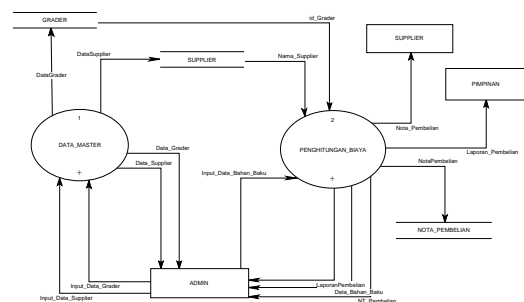 GRADER
id_Grader
SUPPLIER
DataSupplier
SUPPLIER
Nama_Supplier
DataGrader
PIMPINAN
1
2
Nota_Pembelian
DATA_MASTER
Data_Grader
PENGHITUNGAN_BIAYA
Laporan_Pembelian
Data_Supplier
NotaPembelian
+
Input_Data_Bahan_Baku
+
NOTA_PEMBELIAN
Input_Data_Grader
ADMIN
LaporanPembelian
Data_Bahan_Baku
Input_Data_Supplier
NT_Pembelian